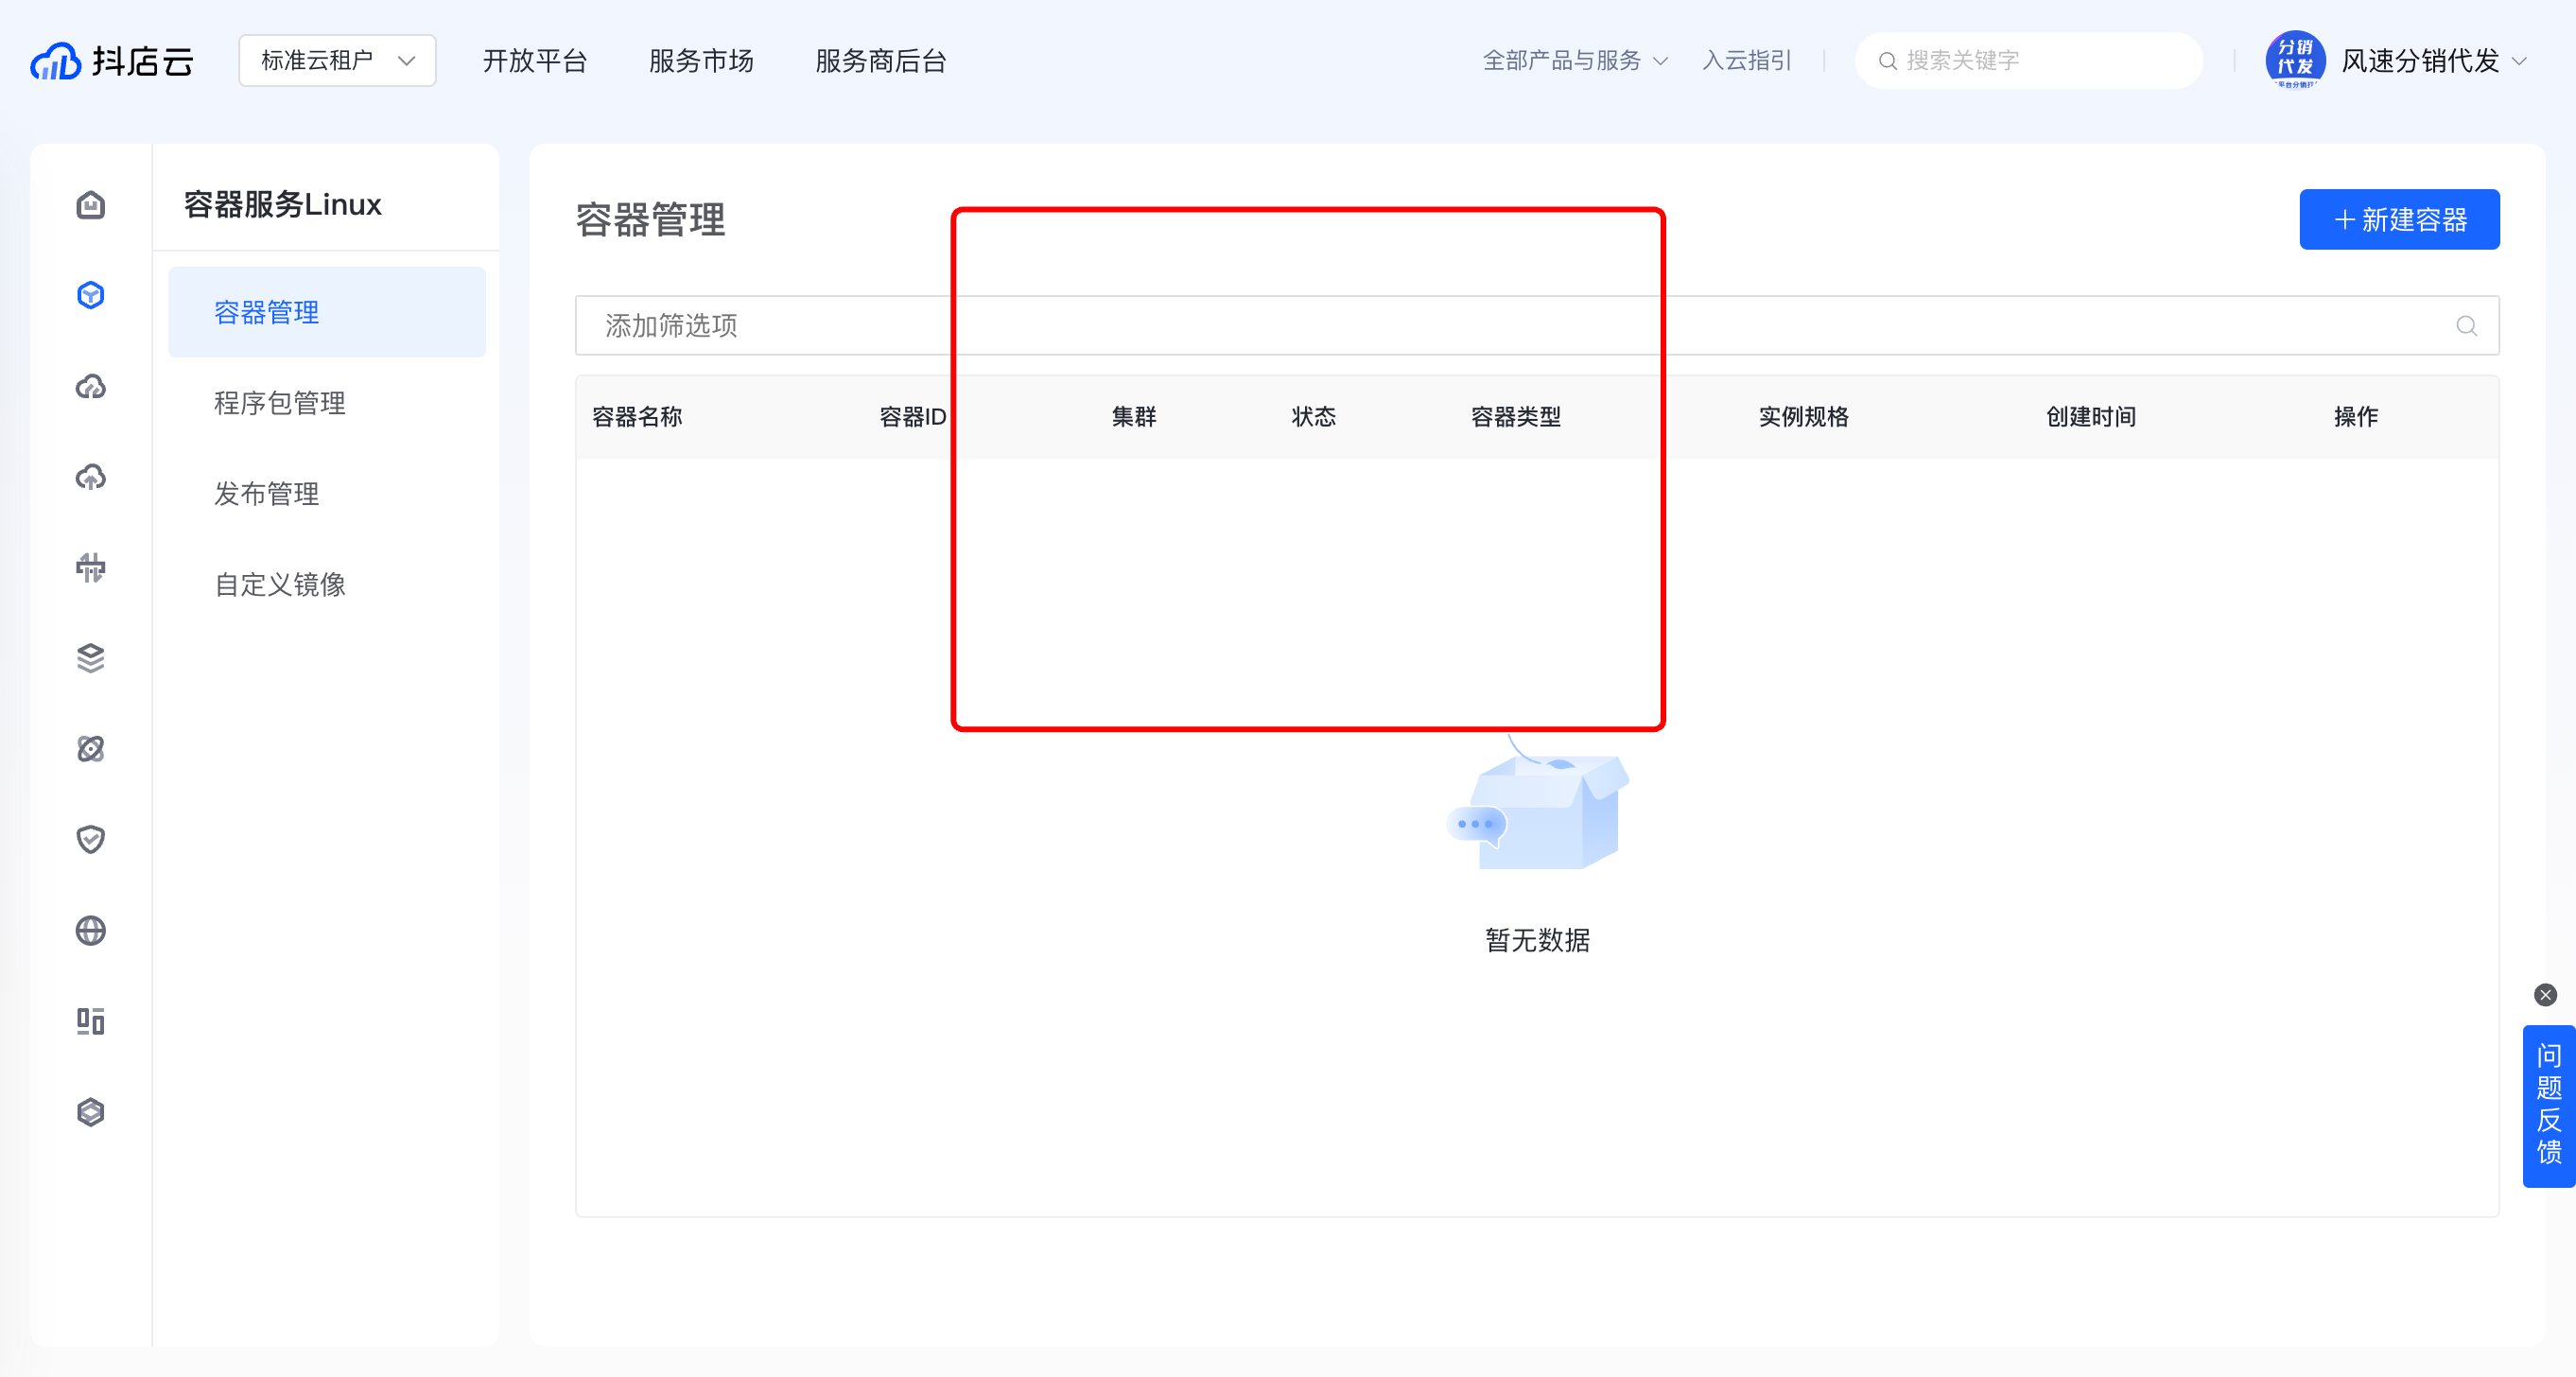 抖店云
标准云租户
开放平台
服务市场
服务商后台
全部产品与服务
入云指引
搜索关键字
分销
代发
风速分销代发
容器服务Linux
容器管理
程序包管理
发布管理
自定义镜像
容器管理
新建容器
添加筛选项
容器名称 容器ID 集群 状态 容器类型 实例规格 创建时间 操作
暂无数据
问题反馈